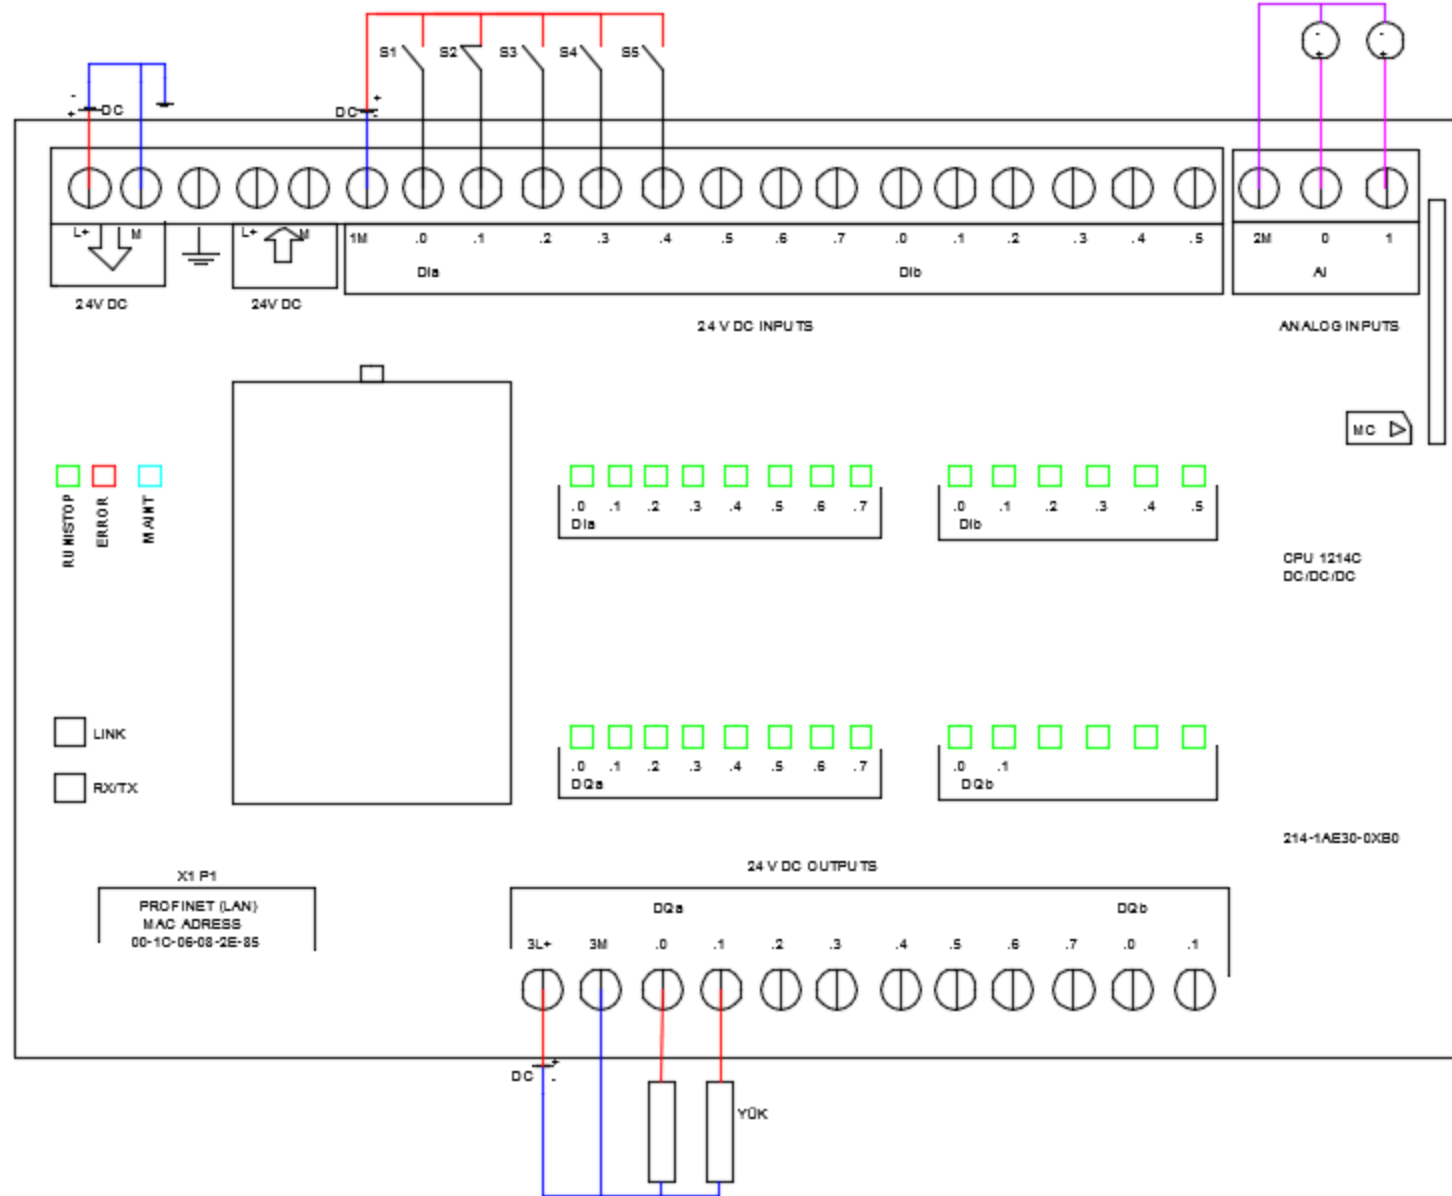 S1 S2 S3 S4 S5
- -
+ +
- DC
+
DC + -
L+ M L+ M 1M .0 .1 .2 .3 .4 .5 .6 .7 .0 .1 .2 .3 .4 .5 2M 0 1
DIa DIb AI
24V DC 24V DC
24 V DC INPUTS ANALOG INPUTS
MC
RUN/STOP
ERROR
MAINT
.0 .1 .2 .3 .4 .5 .6 .7 .0 .1 .2 .3 .4 .5
DIa DIb
CPU 1214C
DC/DC/DC
LINK
RX/TX
.0 .1 .2 .3 .4 .5 .6 .7 .0 .1
DQa DQb
214-1AE30-0XB0
24 V DC OUTPUTS
X1 P1
PROFINET (LAN)
MAC ADRESS
00-1C-06-08-2E-85
DQa DQb
3L+ 3M .0 .1 .2 .3 .4 .5 .6 .7 .0 .1
DC + -
YÜK